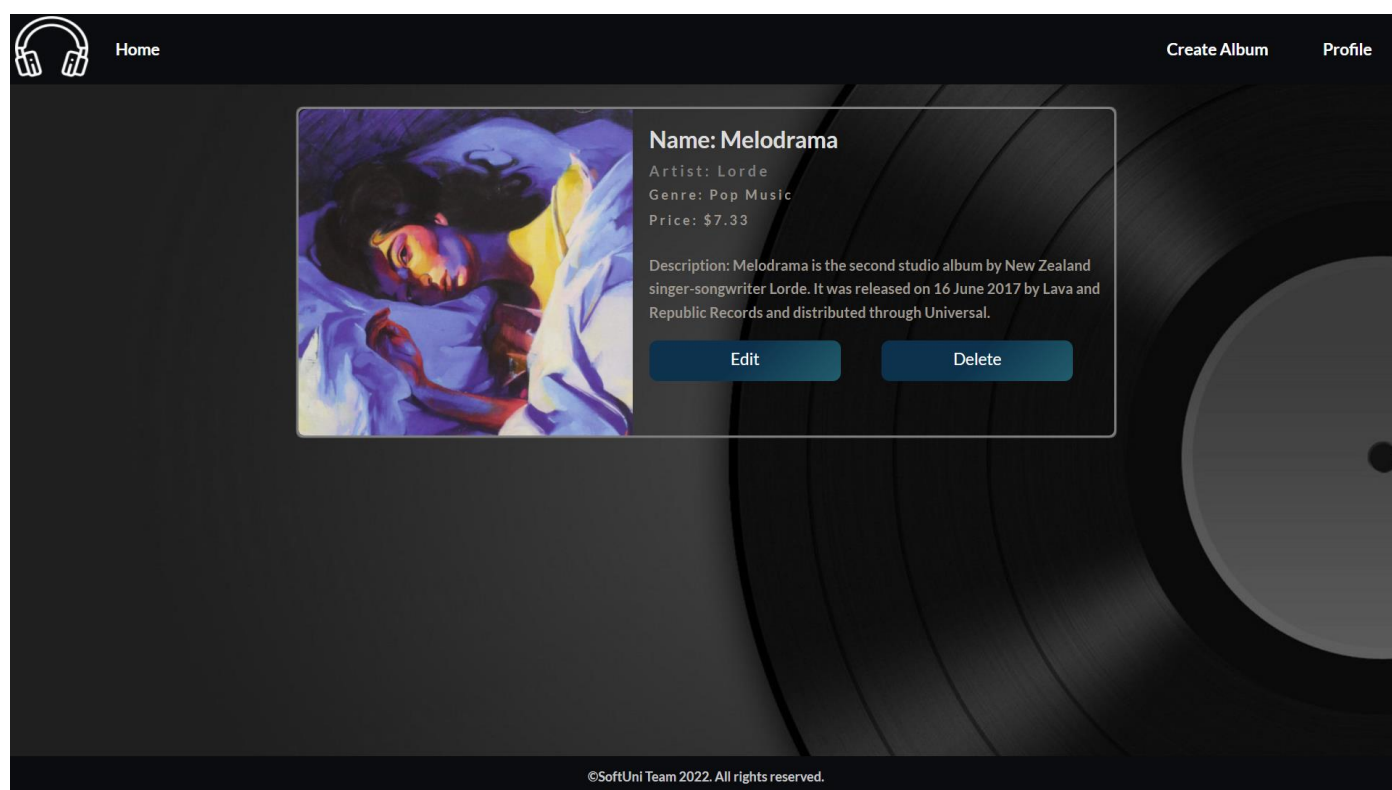 Home
Create Album
Profile
Name: Melodrama
Artist: Lorde
Genre: Pop Music
Price: $7.33
Description: Melodrama is the second studio album by New Zealand
singer-songwriter Lorde. It was released on 16 June 2017 by Lava and
Republic Records and distributed through Universal.
Edit
Delete
©SoftUni Team 2022. All rights reserved.